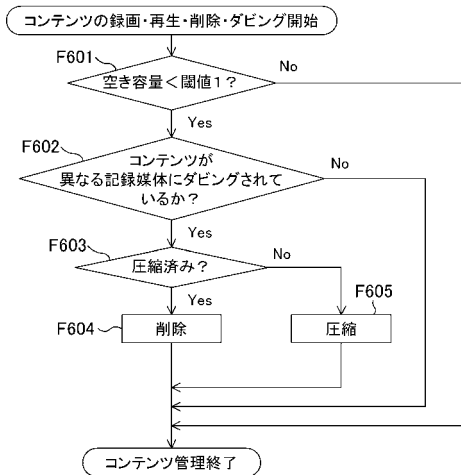 コンテンツの録画・再生・削除・ダビング開始
F601
空き容量＜閾値1？
No
Yes
F602
コンテンツが
異なる記録媒体にダビングされて
いるか？
No
Yes
F603
圧縮済み？
No
Yes
F604
削除
F605
圧縮
コンテンツ管理終了